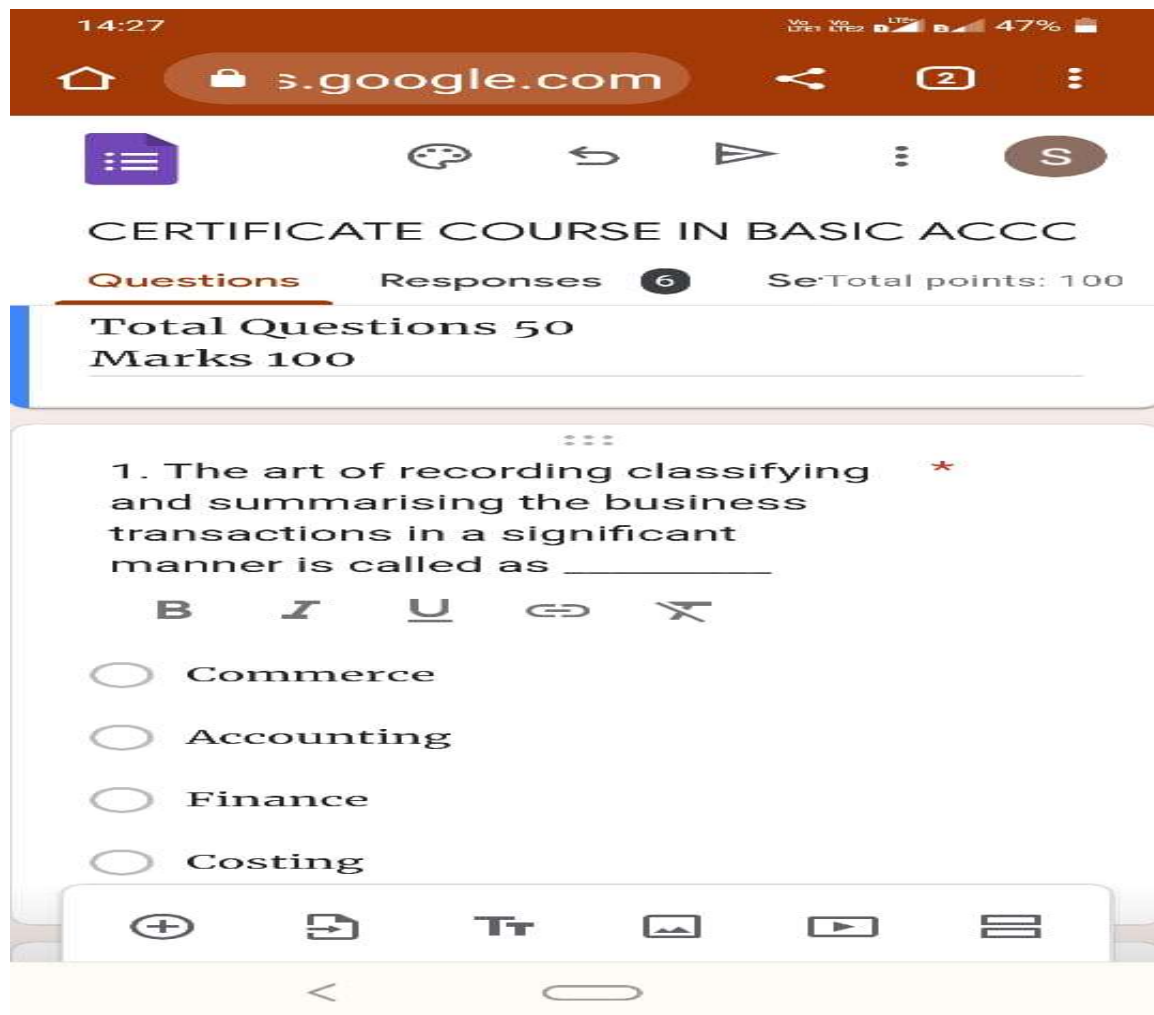 14:27
47%
s.google.com
2
S
CERTIFICATE COURSE IN BASIC ACCC
Questions Responses 6 Se Total points: 100
Total Questions 50
Marks 100
1. The art of recording classifying *
and summarising the business
transactions in a significant
manner is called as __________
B I U
Commerce
Accounting
Finance
Costing
Tт